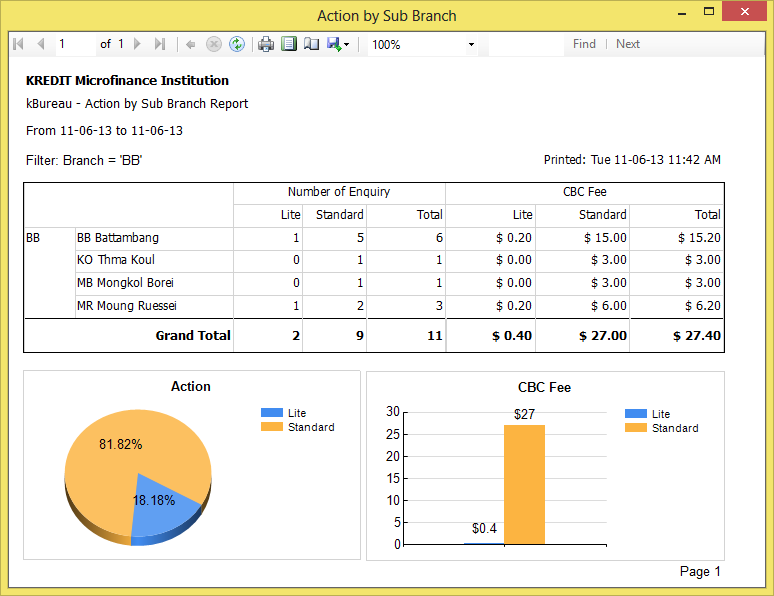 Action by Sub Branch
1 of 1 100% Find Next
KREDIT Microfinance Institution
kBureau - Action by Sub Branch Report
From 11-06-13 to 11-06-13
Filter: Branch = 'BB' Printed: Tue 11-06-13 11:42 AM
Number of Enquiry CBC Fee
Lite Standard Total Lite Standard Total
BB BB Battambang 1 5 6 $ 0.20 $ 15.00 $ 15.20
KO Thma Koul 0 1 1 $ 0.00 $ 3.00 $ 3.00
MB Mongkol Borei 0 1 1 $ 0.00 $ 3.00 $ 3.00
MR Moung Ruessei 1 2 3 $ 0.20 $ 6.00 $ 6.20
Grand Total 2 9 11 $ 0.40 $ 27.00 $ 27.40
Action
Lite
Standard
81.82%
18.18%
CBC Fee
30
25
20
15
10
5
0
$27
$0.4
Lite
Standard
Page 1